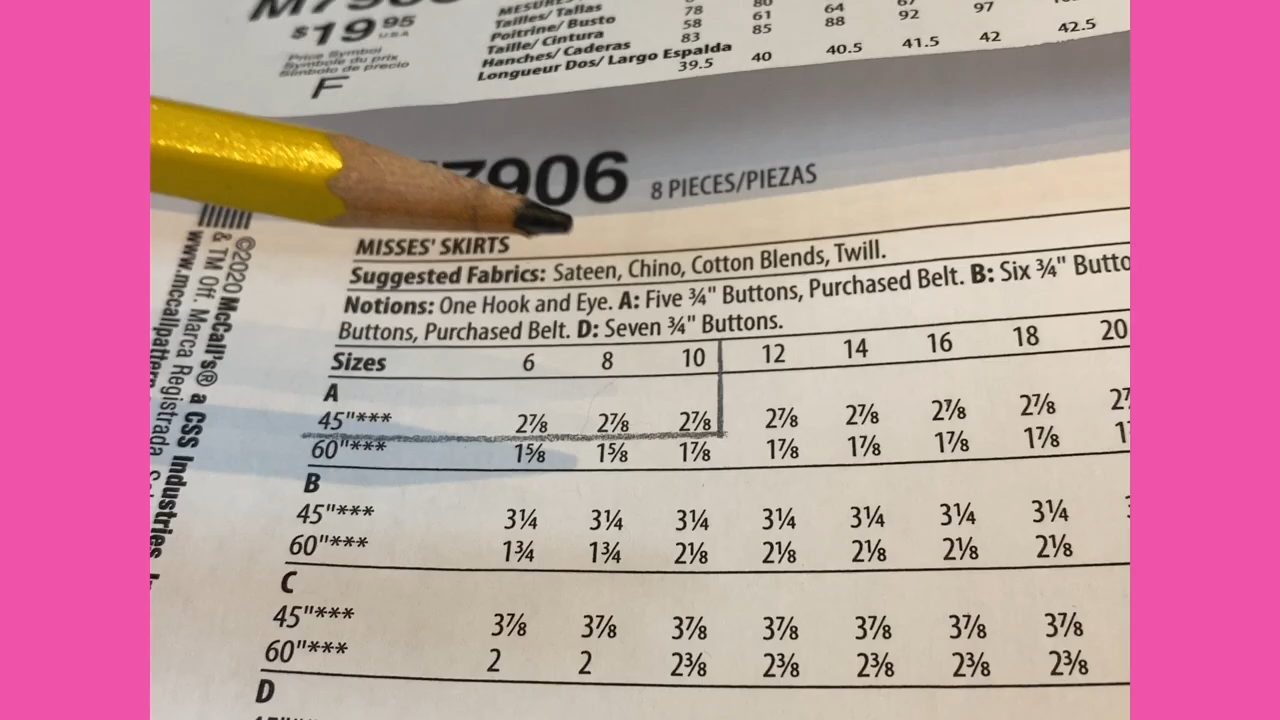 $19.95
USA
Price Symbol
Symbole du prix
Símbolo de precio
F
Tailles/ Tallas
Poitrine/ Busto 78 80
Taille/ Cintura 58 61 64 67
Hanches/ Caderas 83 85 88 92 97
Longueur Dos/ Largo Espalda 39.5 40 40.5 41.5 42 42.5
906 8 PIECES/PIEZAS
MISSES' SKIRTS
Suggested Fabrics: Sateen, Chino, Cotton Blends, Twill.
Notions: One Hook and Eye. A: Five ¾" Buttons, Purchased Belt. B: Six ¾" Butto
Buttons, Purchased Belt. D: Seven ¾" Buttons.
Sizes 6 8 10 12 14 16 18 20
A
45"*** 2⅞ 2⅞ 2⅞ 2⅞ 2⅞ 2⅞ 2⅞
60"*** 1⅝ 1⅝ 1⅞ 1⅞ 1⅞ 1⅞ 1⅞
B
45"*** 3¼ 3¼ 3¼ 3¼ 3¼ 3¼ 3¼
60"*** 1¾ 1¾ 2⅛ 2⅛ 2⅛ 2⅛ 2⅛
C
45"*** 3⅞ 3⅞ 3⅞ 3⅞ 3⅞ 3⅞ 3⅞
60"*** 2 2 2⅜ 2⅜ 2⅜ 2⅜ 2⅜
D
©2020 McCall's® a CSS Industries
& TM Off. Marca Registrada
www.mccallpattern